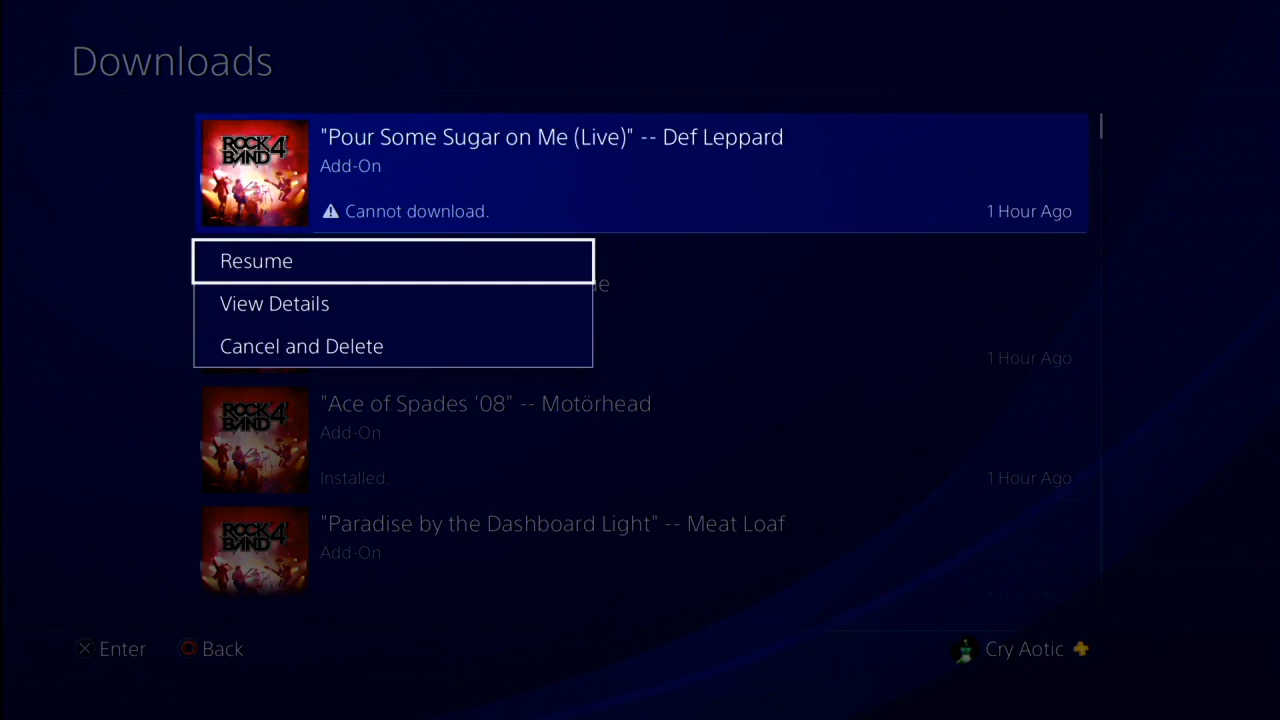 Downloads
ROCK BAND 4
"Pour Some Sugar on Me (Live)" -- Def Leppard
Add-On
Cannot download.
1 Hour Ago
Resume
View Details
Cancel and Delete
1 Hour Ago
ROCK BAND 4
"Ace of Spades '08" -- Motörhead
Add-On
Installed.
1 Hour Ago
ROCK BAND 4
"Paradise by the Dashboard Light" -- Meat Loaf
Add-On
Enter
Back
Cry Aotic